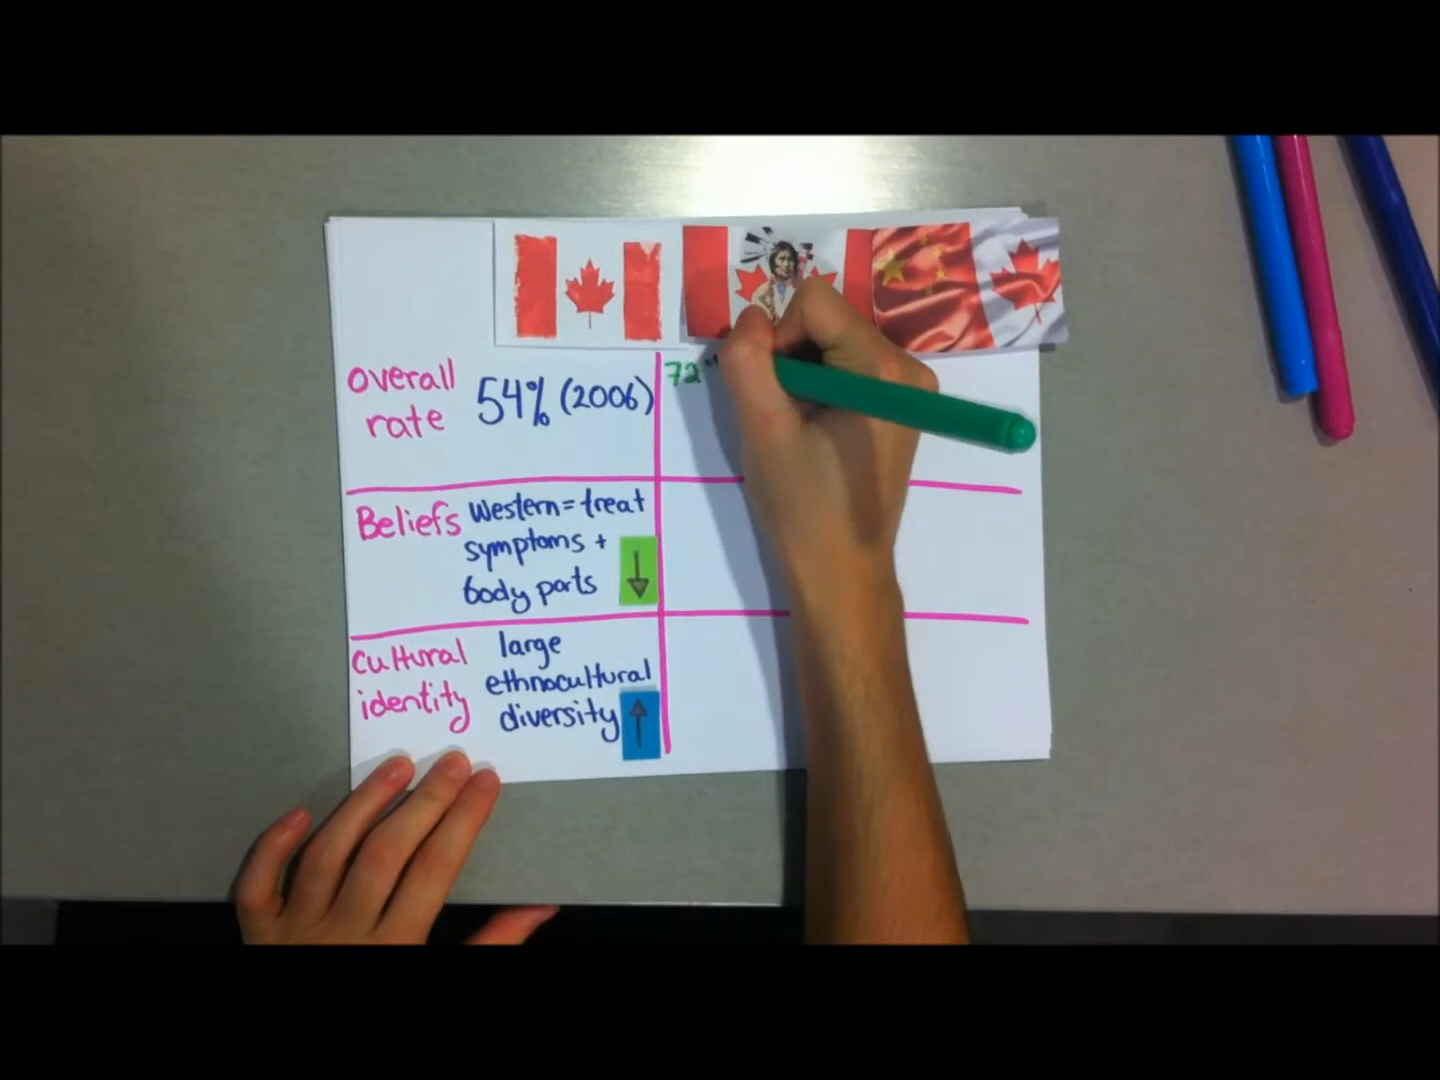 Overall
rate
54% (2006)
72
Beliefs
Western = treat
symptoms +
body parts
cultural
identity
large
ethnocultural
diversity